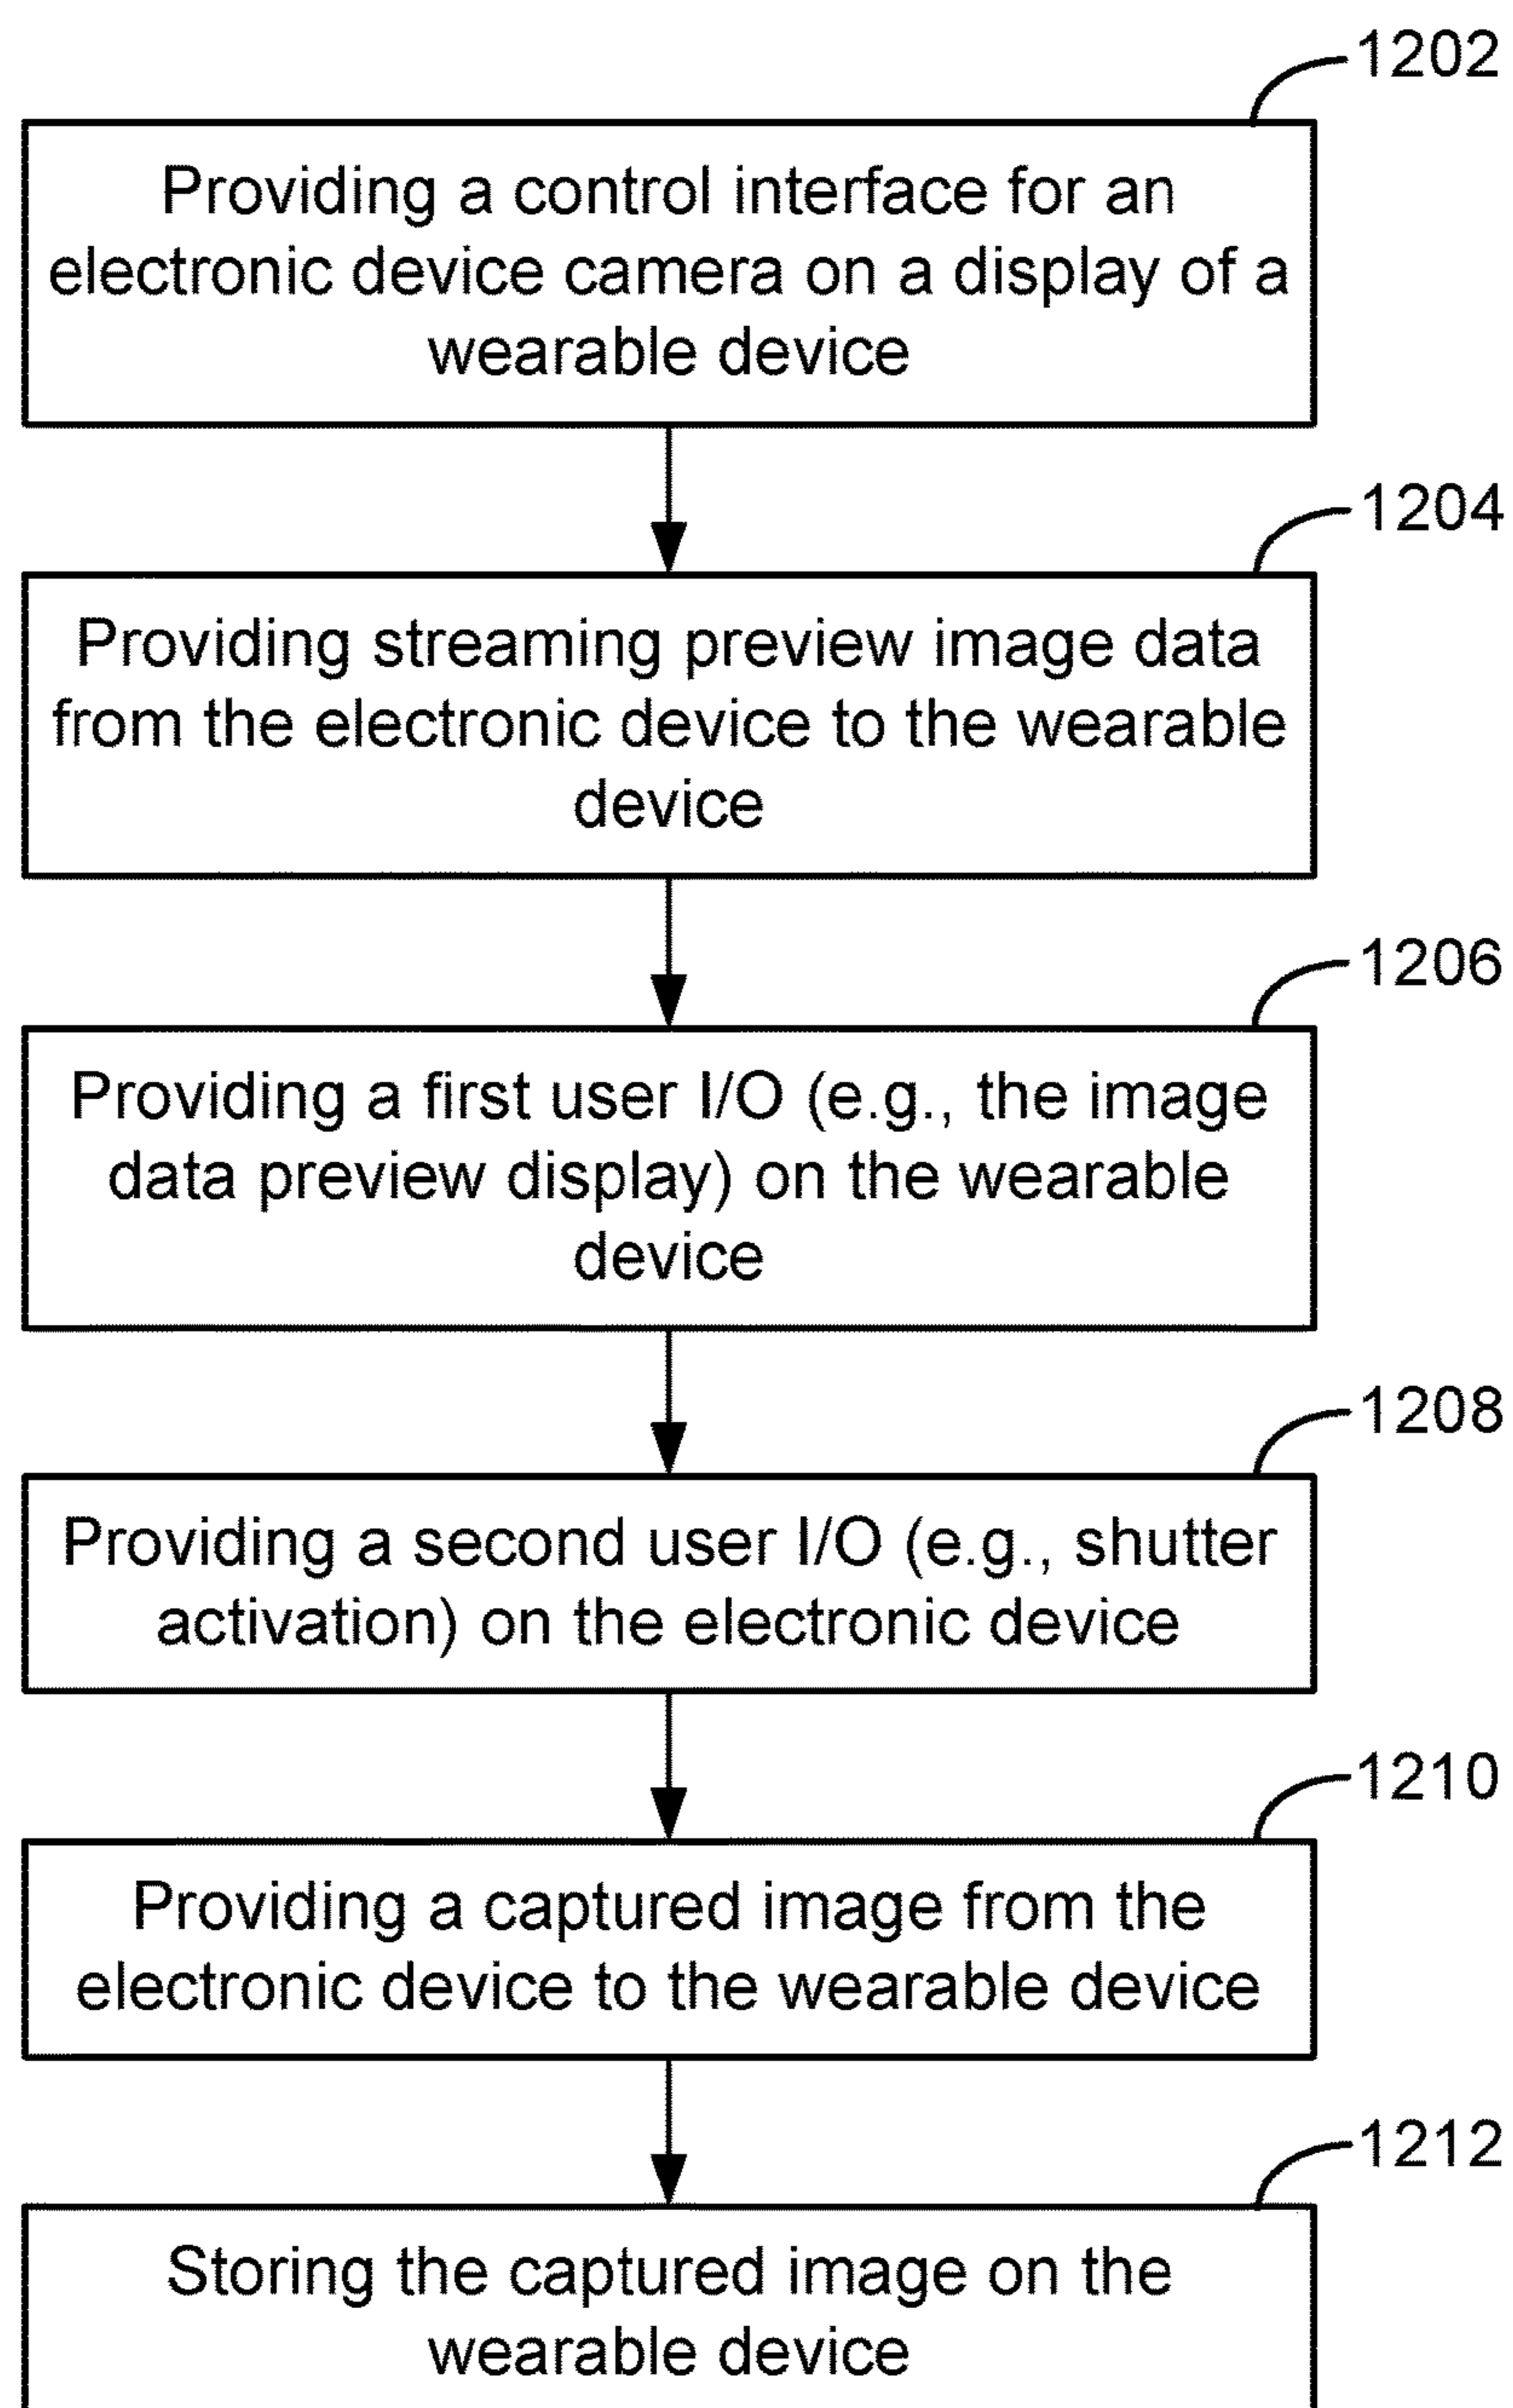 1202
Providing a control interface for an
electronic device camera on a display of a
wearable device
1204
Providing streaming preview image data
from the electronic device to the wearable
device
1206
Providing a first user I/O (e.g., the image
data preview display) on the wearable
device
1208
Providing a second user I/O (e.g., shutter
activation) on the electronic device
1210
Providing a captured image from the
electronic device to the wearable device
1212
Storing the captured image on the
wearable device